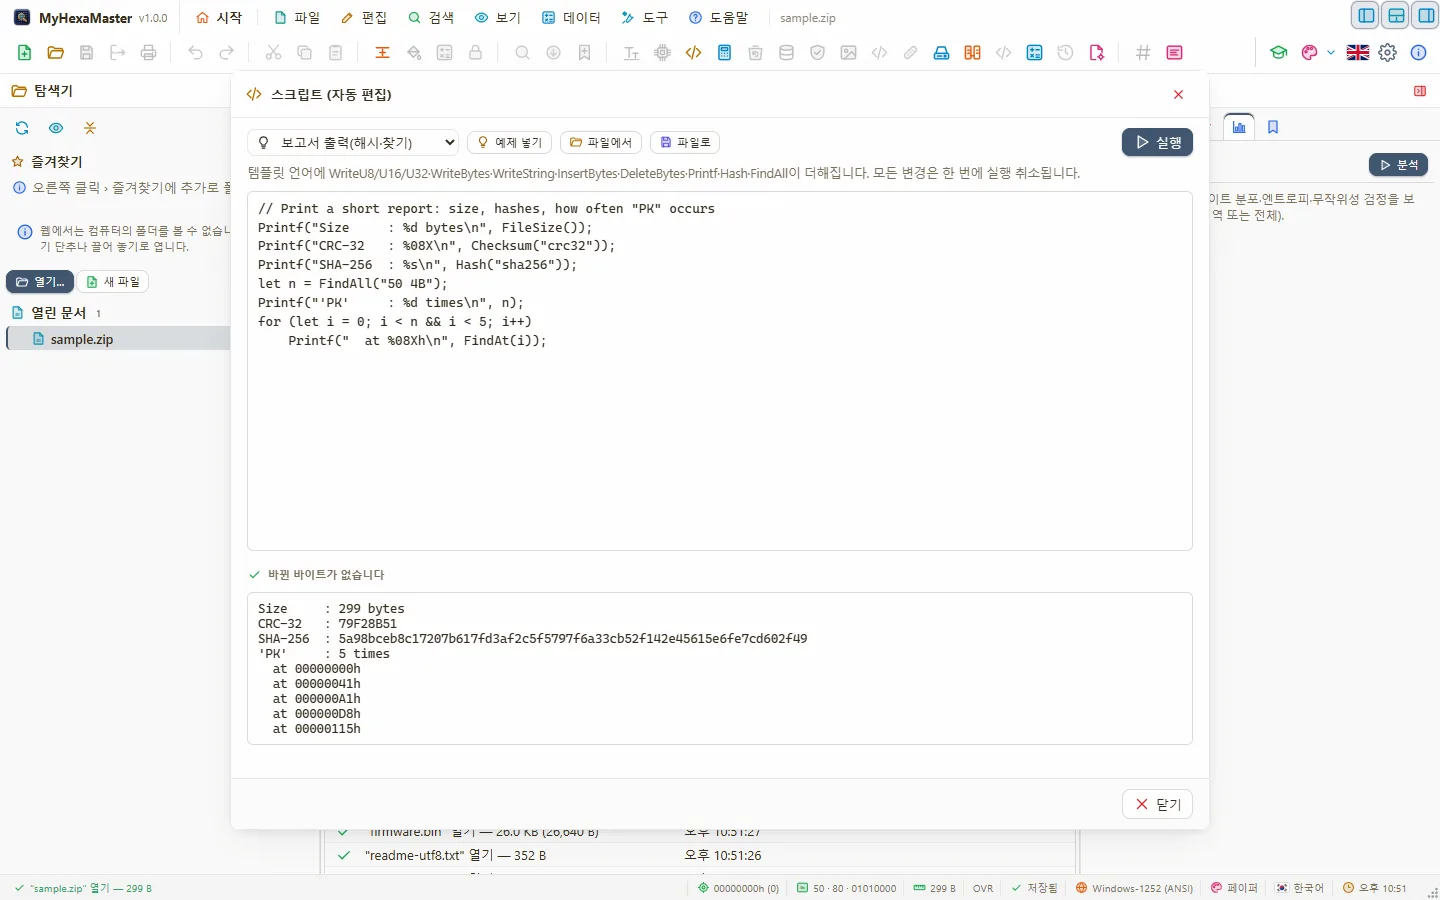 MyHexaMaster v1.0.0 시작 파일 편집 검색 보기 데이터 도구 도움말 sample.zip
탐색기
즐겨찾기
오른쪽 클릭 › 즐겨찾기에 추가로
웹에서는 컴퓨터의 폴더를 볼 수 없습니
기 단추나 끌어 놓기로 엽니다.
열기... 새 파일
열린 문서 1
sample.zip
스크립트 (자동 편집)
보고서 출력(해시·찾기) 예제 넣기 파일에서 파일로 실행
템플릿 언어에 WriteU8/U16/U32·WriteBytes·WriteString·InsertBytes·DeleteBytes·Printf·Hash·FindAll이 더해집니다. 모든 변경은 한 번에 실행 취소됩니다.
// Print a short report: size, hashes, how often "PK" occurs
Printf("Size     : %d bytes\n", FileSize());
Printf("CRC-32   : %08X\n", Checksum("crc32"));
Printf("SHA-256  : %s\n", Hash("sha256"));
let n = FindAll("50 4B");
Printf("'PK'     : %d times\n", n);
for (let i = 0; i < n && i < 5; i++)
    Printf("  at %08Xh\n", FindAt(i));
바뀐 바이트가 없습니다
Size     : 299 bytes
CRC-32   : 79F28B51
SHA-256  : 5a98bceb8c17207b617fd3af2c5f5797f6a33cb52f142e45615e6fe7cd602f49
'PK'     : 5 times
  at 00000000h
  at 00000041h
  at 000000A1h
  at 000000D8h
  at 00000115h
닫기
분석
이트 분포·엔트로피·무작위성 검정을 보
역 또는 전체).
"firmware.bin" 열기 — 26.0 KB (26,640 B) 오후 10:51:27
"readme-utf8.txt" 열기 — 352 B 오후 10:51:26
"sample.zip" 열기 — 299 B 00000000h (0) 50 · 80 · 01010000 299 B OVR 저장됨 Windows-1252 (ANSI) 페이퍼 한국어 오후 10:51